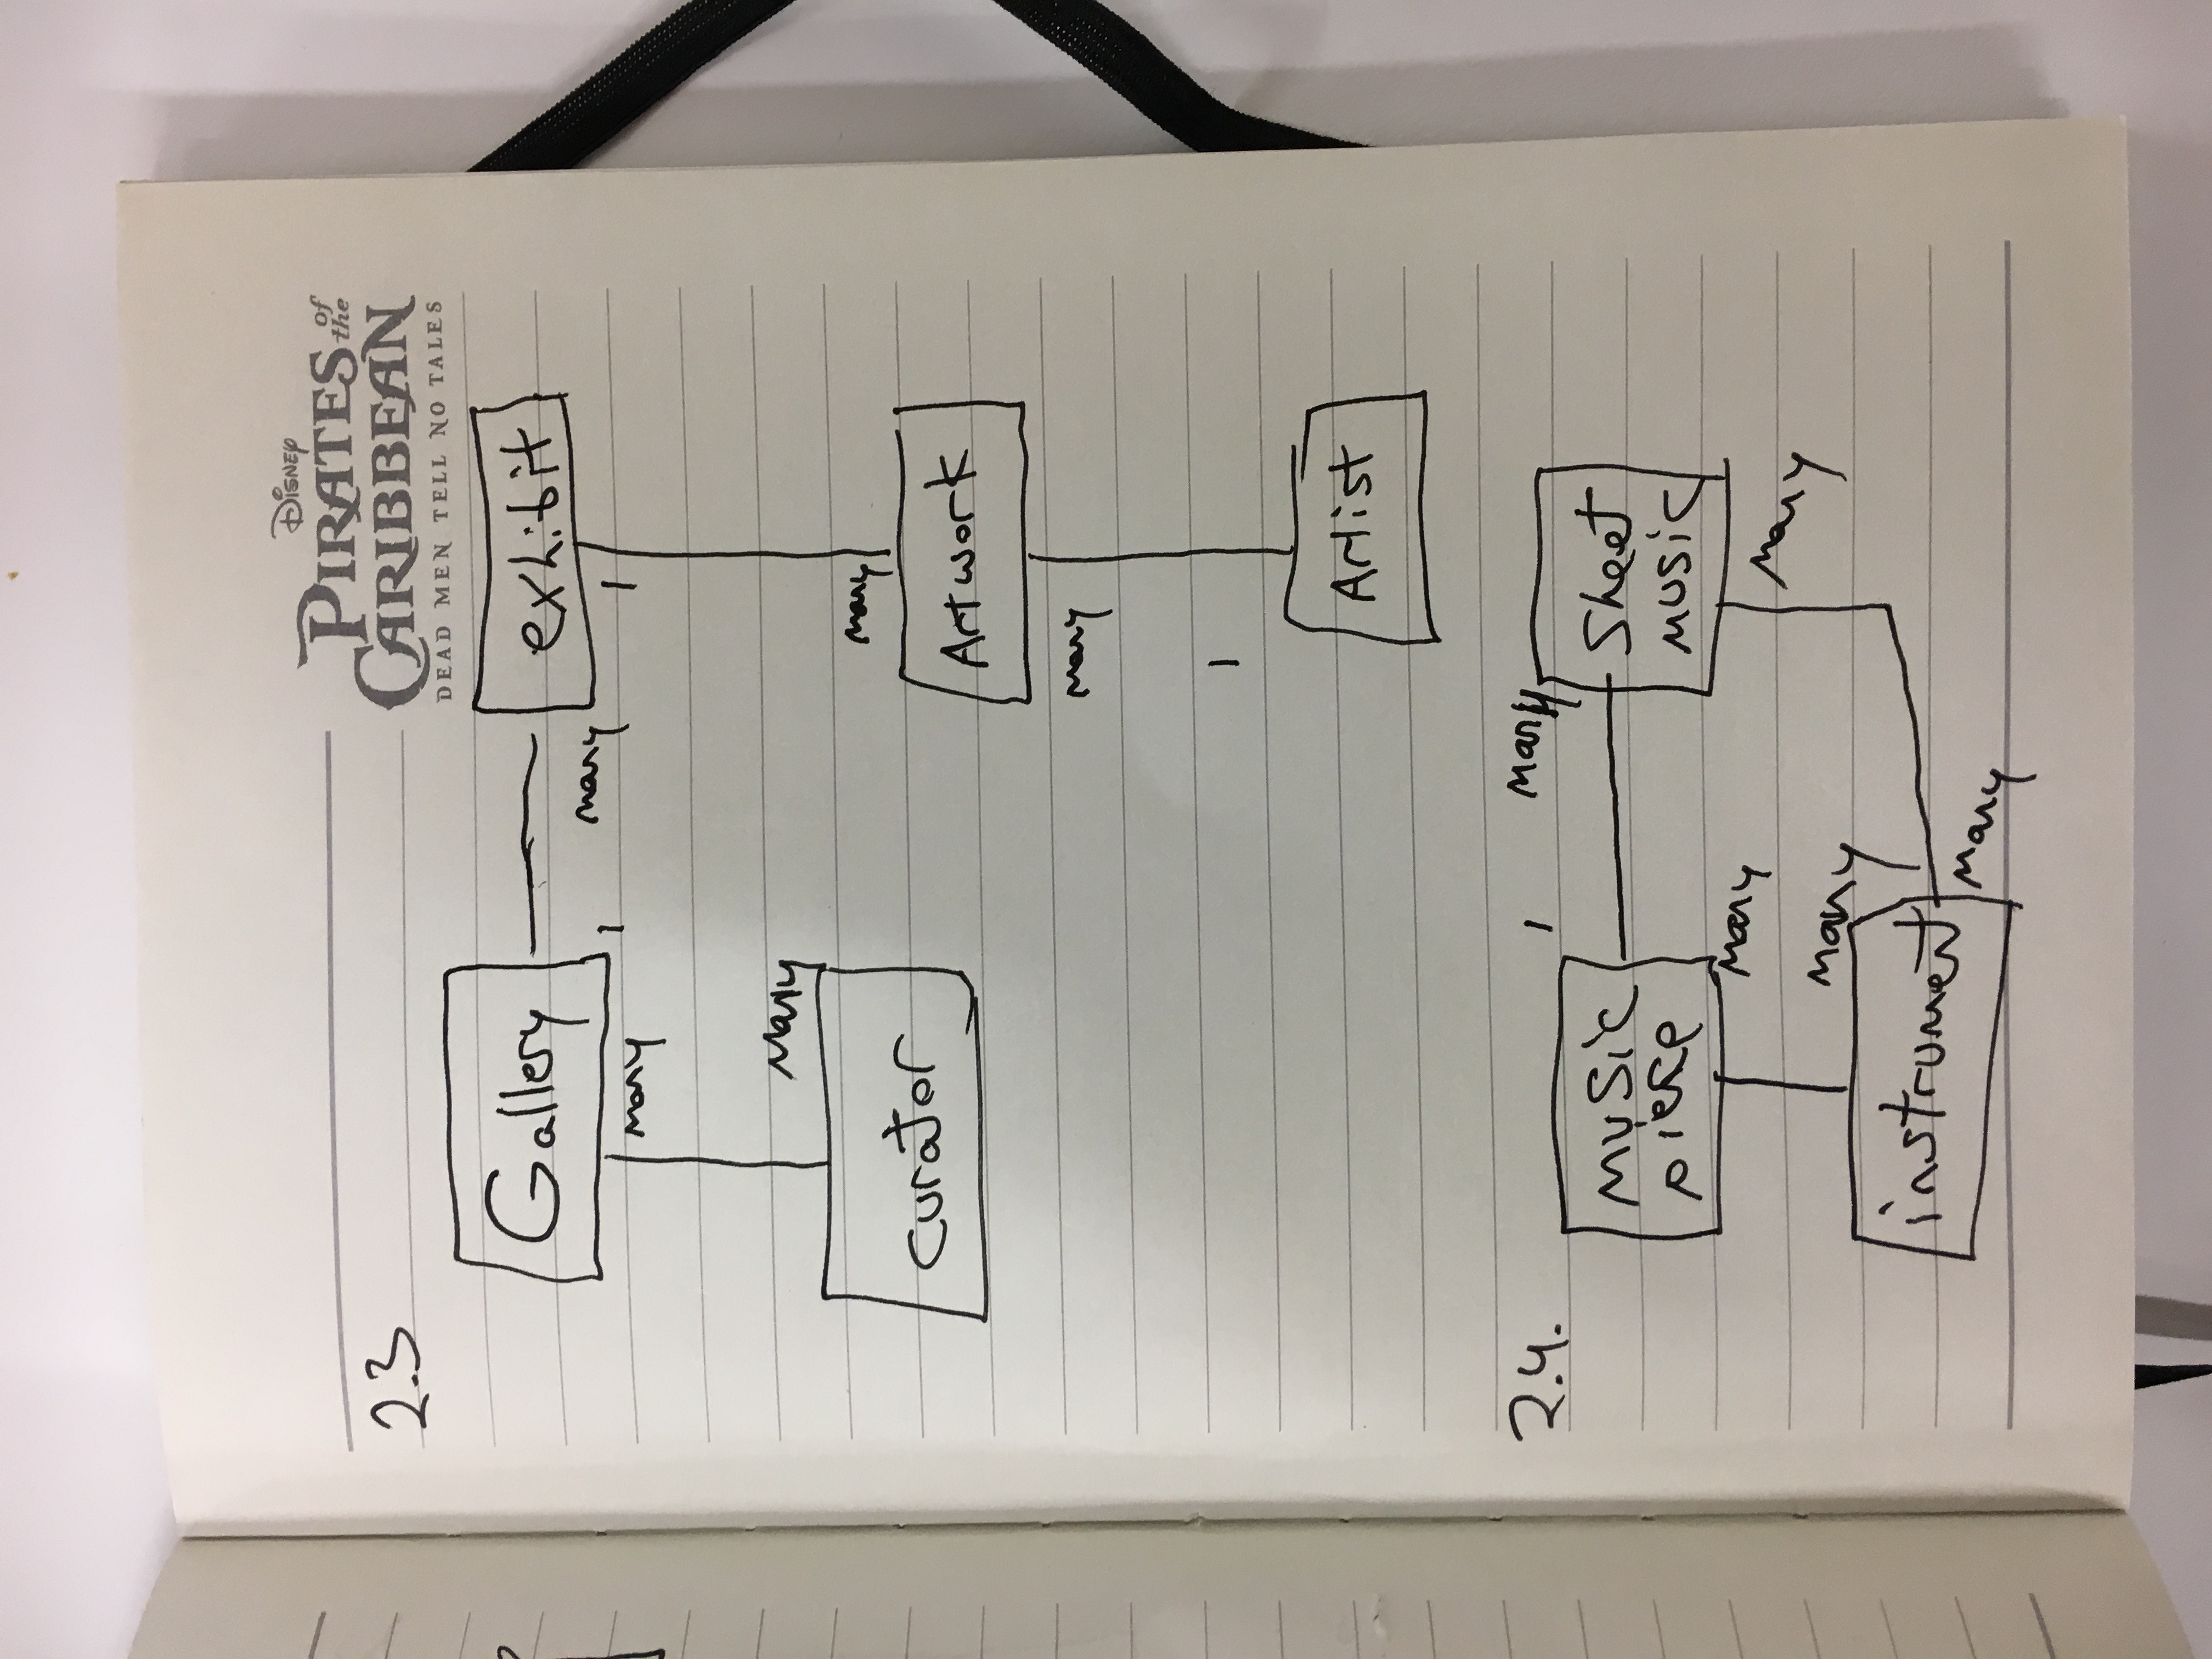 Disney
PIRATES of the
CARIBBEAN
DEAD MEN TELL NO TALES
2.3
Gallery
exhibit
many
1
1
many
Many
curator
many
Artwork
many
1
Artist
2.4.
1
Many
music
piece
Sheet
music
Many
Many
Many
instrument
Many